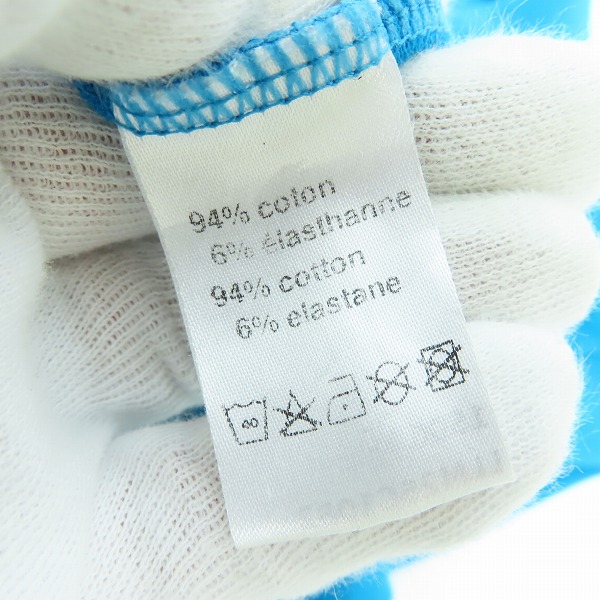 94% coton
6% élasthanne
94% cotton
6% elastane